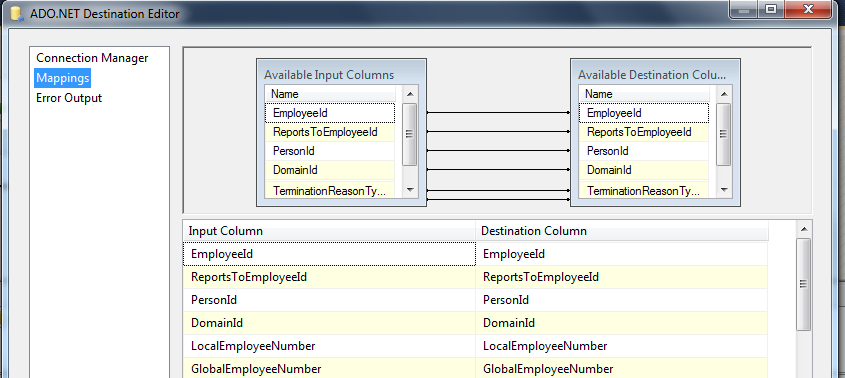 ADO.NET Destination Editor
Connection Manager
Mappings
Error Output
Available Input Columns
Name
EmployeeId
ReportsToEmployeeId
PersonId
DomainId
TerminationReasonTy...
Available Destination Colu...
Name
EmployeeId
ReportsToEmployeeId
PersonId
DomainId
TerminationReasonTy...
Input Column Destination Column
EmployeeId EmployeeId
ReportsToEmployeeId ReportsToEmployeeId
PersonId PersonId
DomainId DomainId
LocalEmployeeNumber LocalEmployeeNumber
GlobalEmployeeNumber GlobalEmployeeNumber